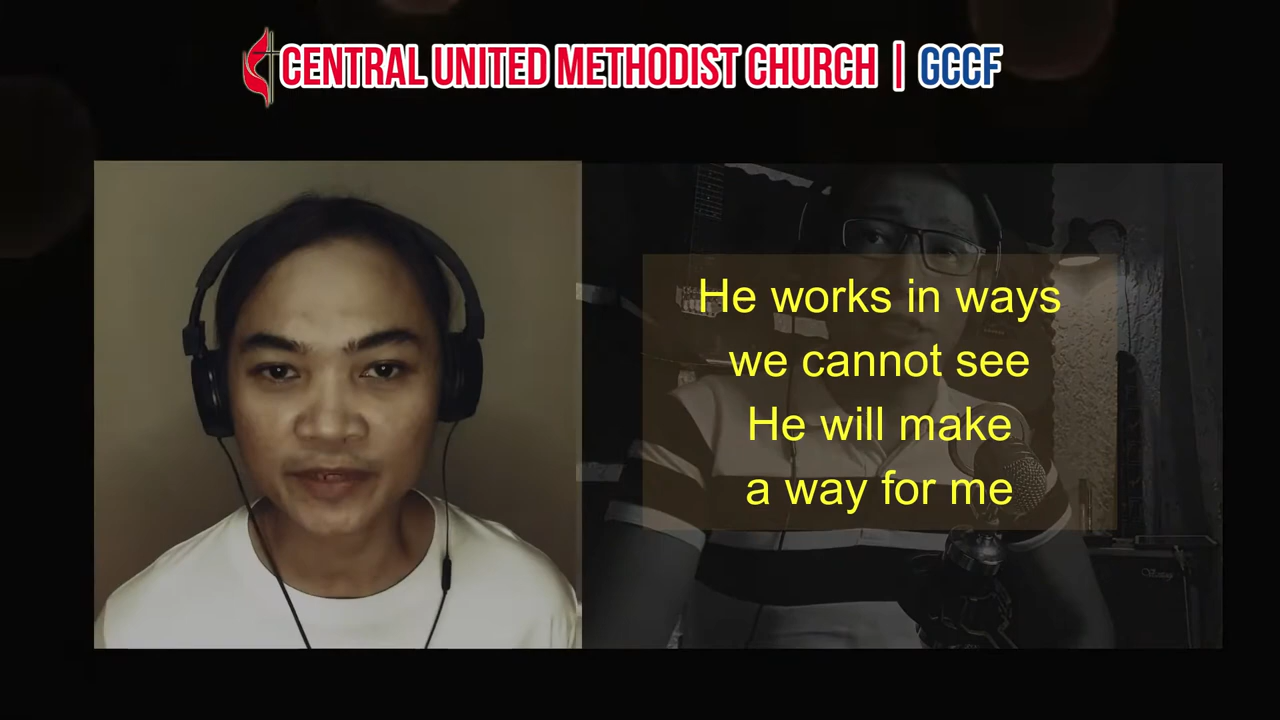 CENTRAL UNITED METHODIST CHURCH | GCCF
He works in ways
we cannot see
He will make
a way for me